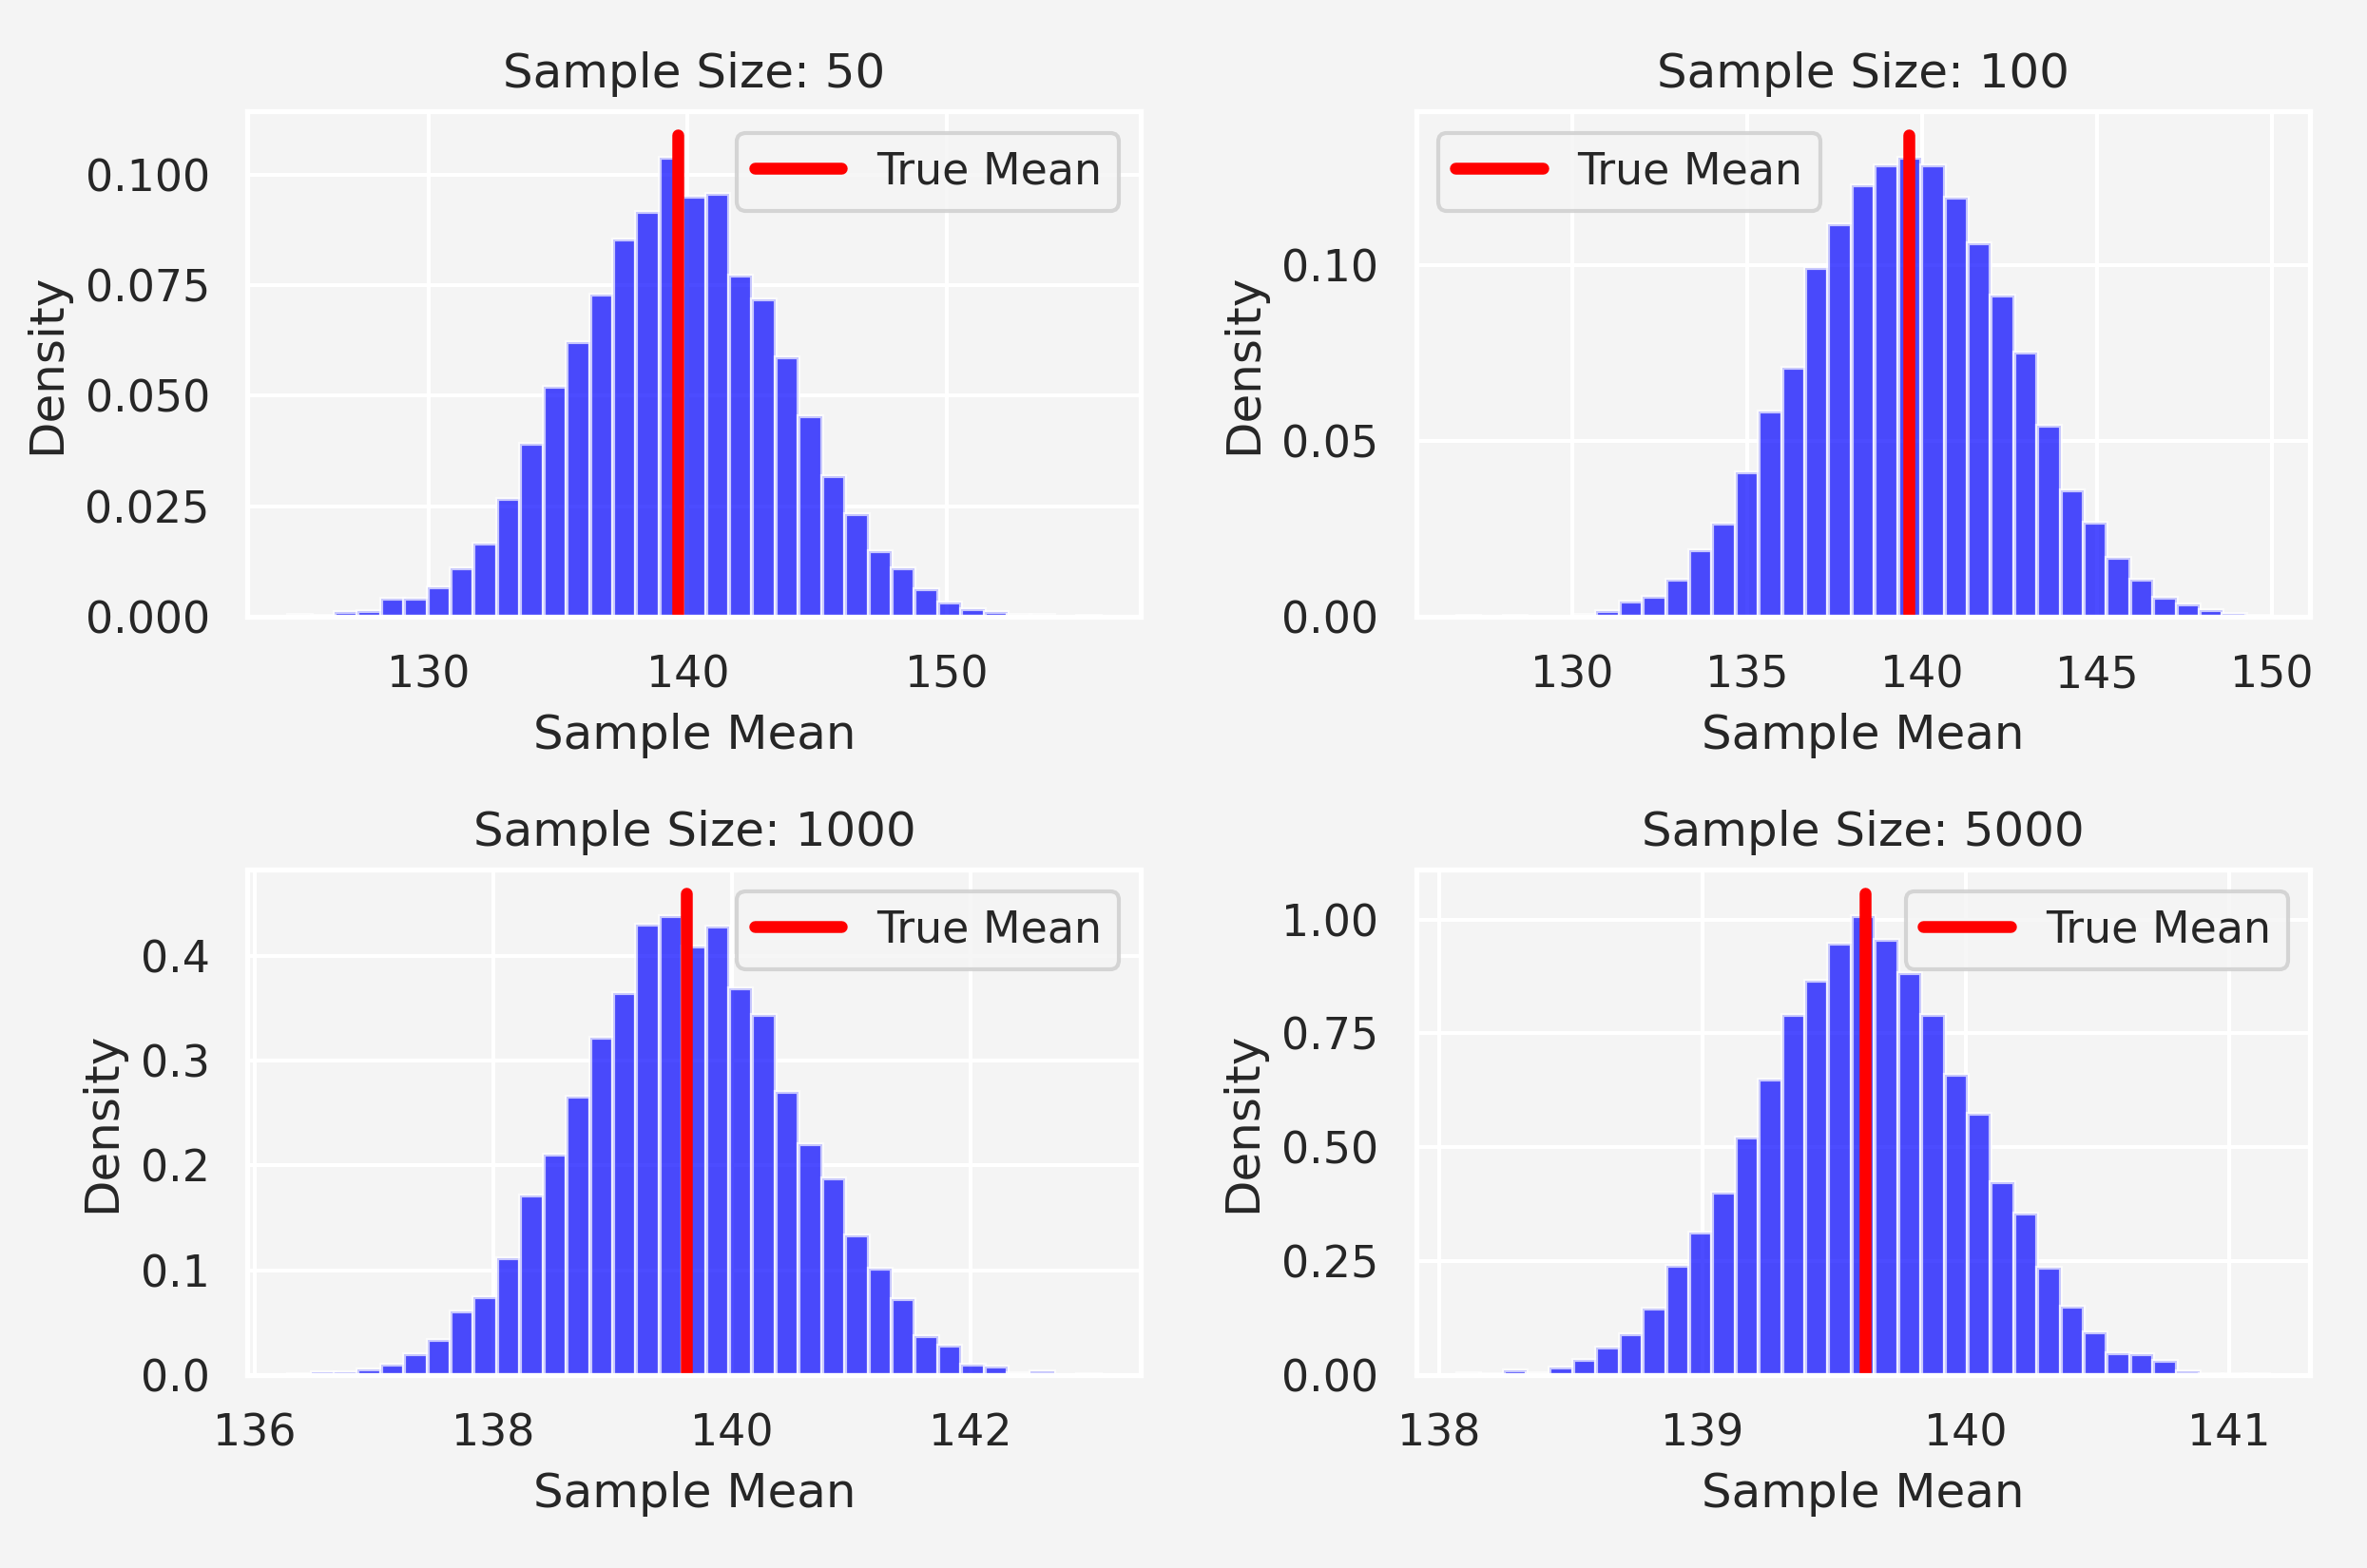 Sample Size: 50
True Mean
Density
0.100
0.075
0.050
0.025
0.000
130 140 150
Sample Mean
Sample Size: 100
True Mean
Density
0.10
0.05
0.00
130 135 140 145 150
Sample Mean
Sample Size: 1000
True Mean
Density
0.4
0.3
0.2
0.1
0.0
136 138 140 142
Sample Mean
Sample Size: 5000
True Mean
Density
1.00
0.75
0.50
0.25
0.00
138 139 140 141
Sample Mean